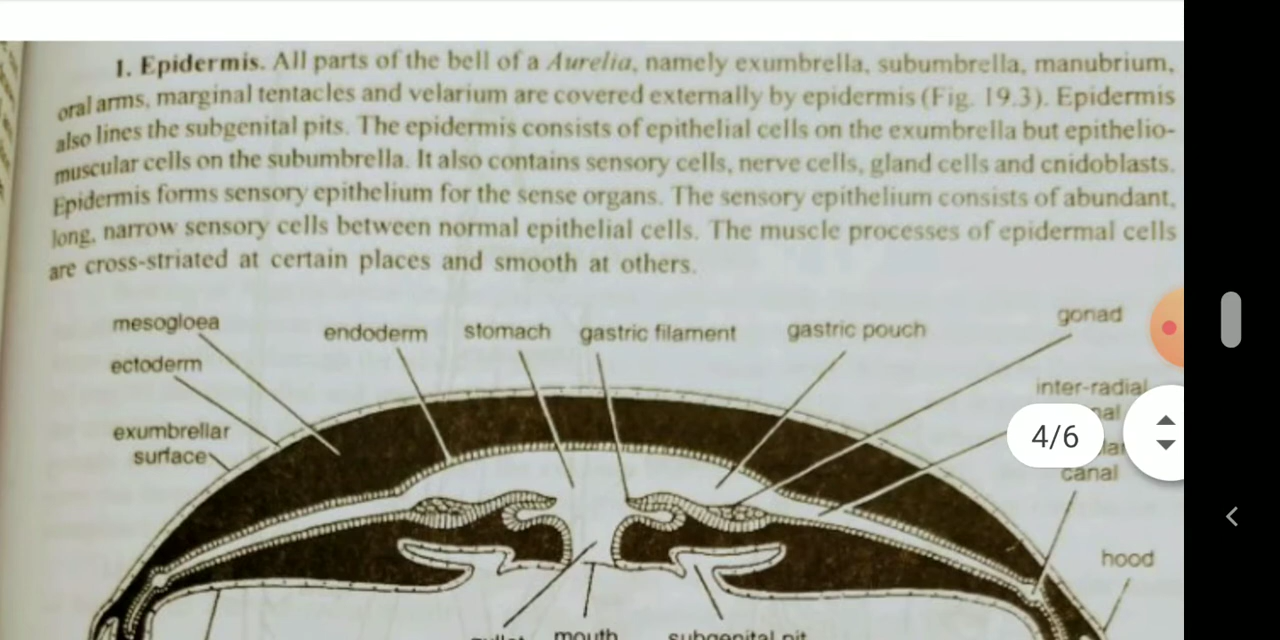 1. Epidermis. All parts of the bell of a Aurelia, namely exumbrella, subumbrella, manubrium,
oral arms, marginal tentacles and velarium are covered externally by epidermis (Fig. 19.3). Epidermis
also lines the subgenital pits. The epidermis consists of epithelial cells on the exumbrella but epithelio-
muscular cells on the subumbrella. It also contains sensory cells, nerve cells, gland cells and cnidoblasts.
Epidermis forms sensory epithelium for the sense organs. The sensory epithelium consists of abundant,
long, narrow sensory cells between normal epithelial cells. The muscle processes of epidermal cells
are cross-striated at certain places and smooth at others.
mesogloea
ectoderm
exumbrellar
surface
endoderm
stomach
gastric filament
gastric pouch
gonad
inter-radial
canal
4/6
hood
mouth
subgenital pit